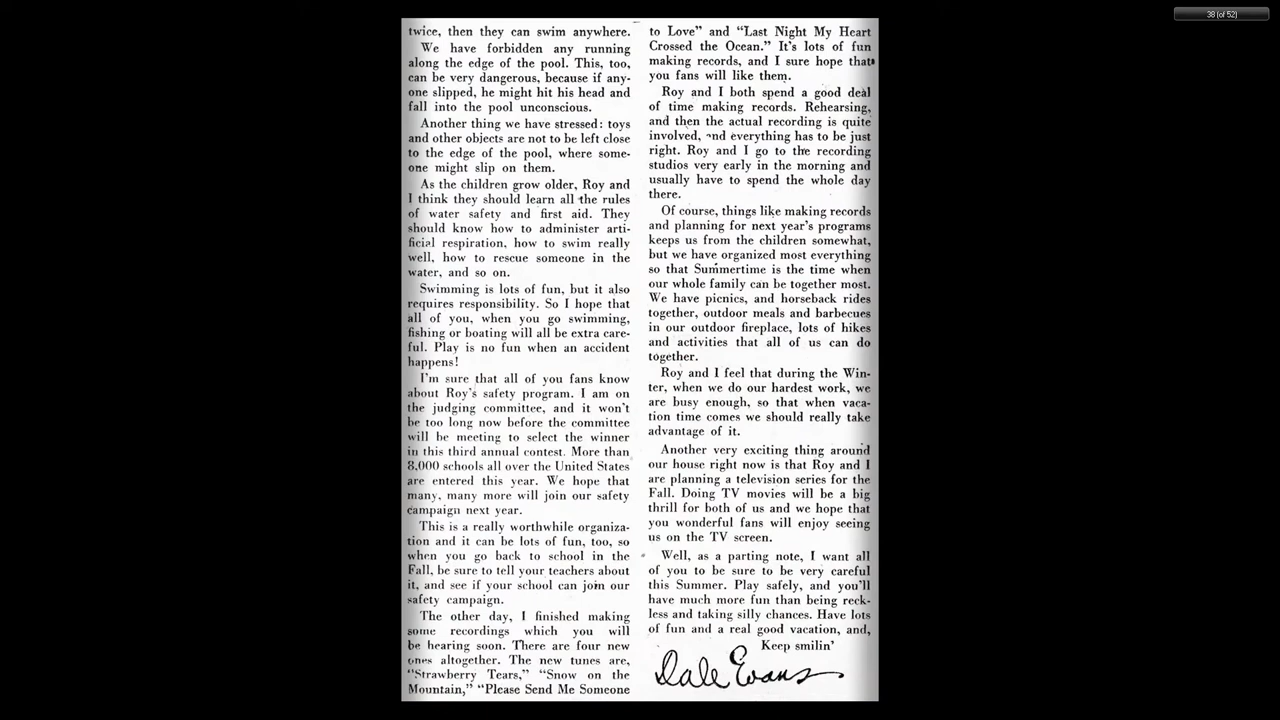 38 (of 52)
twice, then they can swim anywhere.
We have forbidden any running
along the edge of the pool. This, too,
can be very dangerous, because if any-
one slipped, he might hit his head and
fall into the pool unconscious.
Another thing we have stressed: toys
and other objects are not to be left close
to the edge of the pool, where some-
one might slip on them.
As the children grow older, Roy and
I think they should learn all the rules
of water safety and first aid. They
should know how to administer arti-
ficial respiration, how to swim really
well, how to rescue someone in the
water, and so on.
Swimming is lots of fun, but it also
requires responsibility. So I hope that
all of you, when you go swimming,
fishing or boating will all be extra care-
ful. Play is no fun when an accident
happens!
I'm sure that all of you fans know
about Roy's safety program. I am on
the judging committee, and it won't
be too long now before the committee
will be meeting to select the winner
in this third annual contest. More than
8,000 schools all over the United States
are entered this year. We hope that
many, many more will join our safety
campaign next year.
This is a really worthwhile organiza-
tion and it can be lots of fun, too, so
when you go back to school in the
Fall, be sure to tell your teachers about
it, and see if your school can join our
safety campaign.
The other day, I finished making
some recordings which you will
be hearing soon. There are four new
ones altogether. The new tunes are,
"Strawberry Tears," "Snow on the
Mountain," "Please Send Me Someone
to Love" and "Last Night My Heart
Crossed the Ocean." It's lots of fun
making records, and I sure hope that
you fans will like them.
Roy and I both spend a good deal
of time making records. Rehearsing,
and then the actual recording is quite
involved, and everything has to be just
right. Roy and I go to the recording
studios very early in the morning and
usually have to spend the whole day
there.
Of course, things like making records
and planning for next year's programs
keeps us from the children somewhat,
but we have organized most everything
so that Summertime is the time when
our whole family can be together most.
We have picnics, and horseback rides
together, outdoor meals and barbecues
in our outdoor fireplace, lots of hikes
and activities that all of us can do
together.
Roy and I feel that during the Win-
ter, when we do our hardest work, we
are busy enough, so that when vaca-
tion time comes we should really take
advantage of it.
Another very exciting thing around
our house right now is that Roy and I
are planning a television series for the
Fall. Doing TV movies will be a big
thrill for both of us and we hope that
you wonderful fans will enjoy seeing
us on the TV screen.
Well, as a parting note, I want all
of you to be sure to be very careful
this Summer. Play safely, and you'll
have much more fun than being reck-
less and taking silly chances. Have lots
of fun and a real good vacation, and,
Keep smilin'
Dale Evans